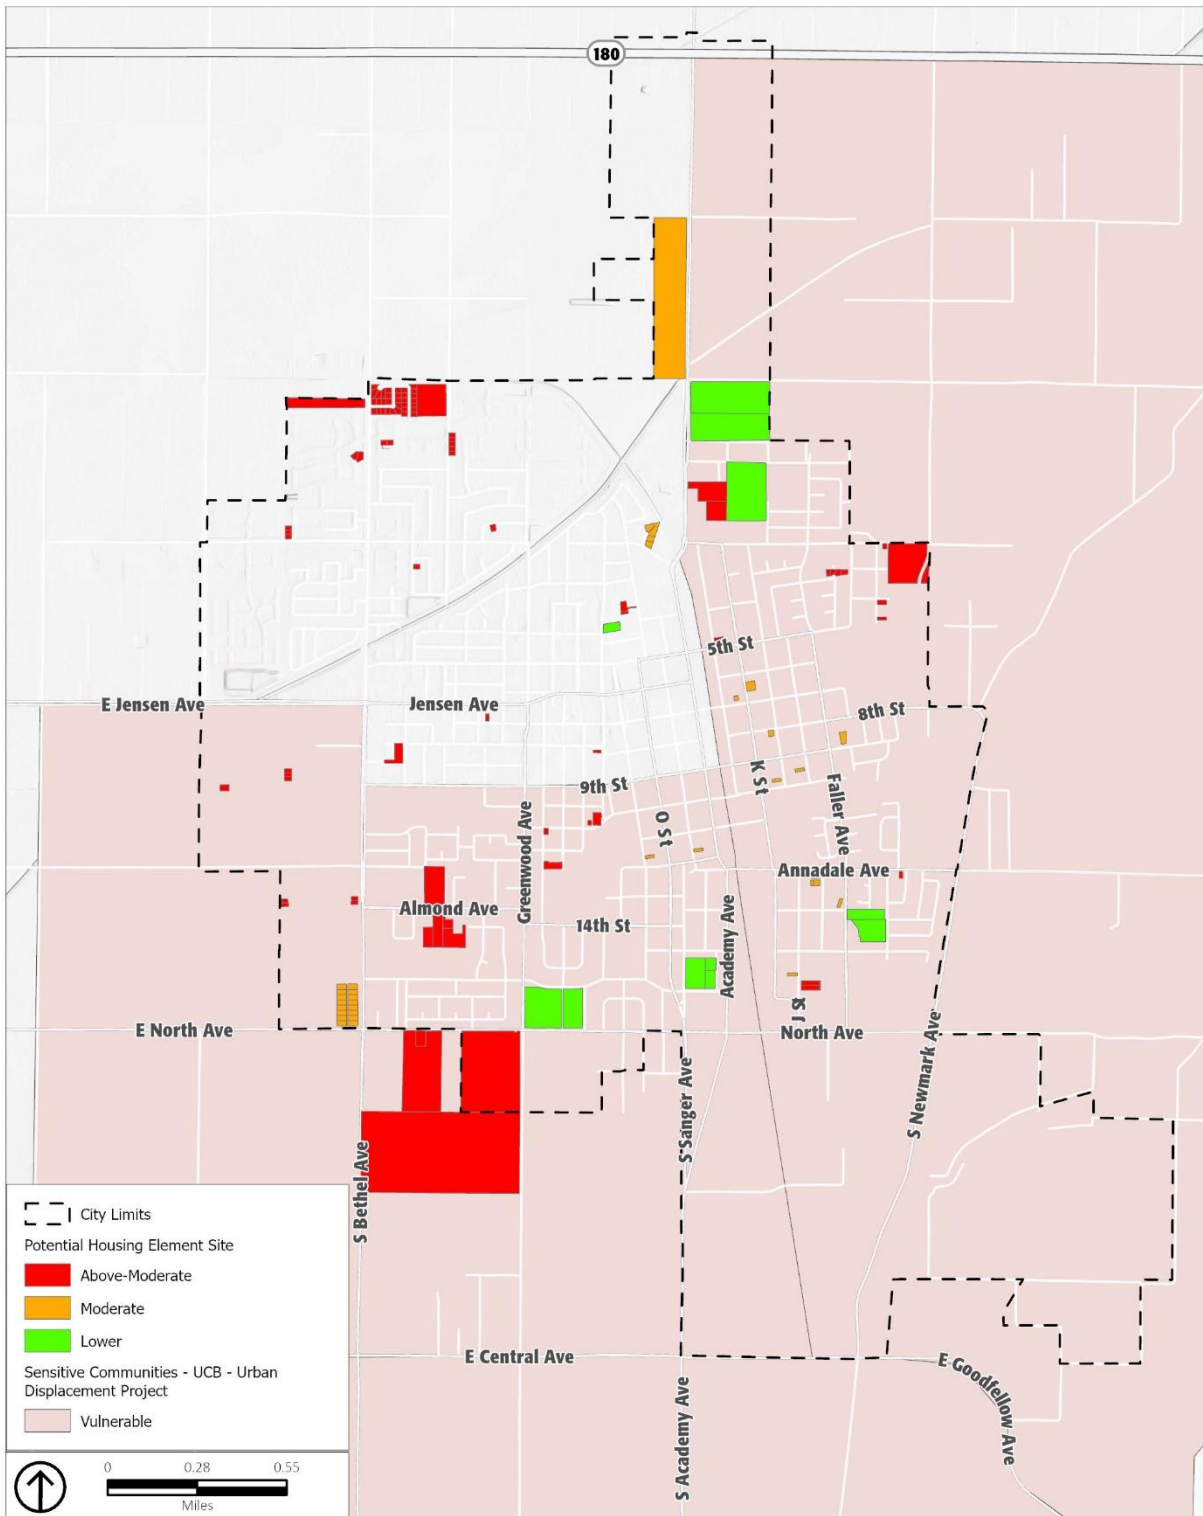 180
5th St
E Jensen Ave
Jensen Ave
8th St
9th St
K St
Faller Ave
O St
Greenwood Ave
Annadale Ave
Almond Ave
14th St
Academy Ave
J St
E North Ave
North Ave
S Newmark Ave
S Sanger Ave
S Bethel Ave
E Central Ave
E Goodfellow Ave
S Academy Ave
City Limits
Potential Housing Element Site
Above-Moderate
Moderate
Lower
Sensitive Communities - UCB - Urban
Displacement Project
Vulnerable
0 0.28 0.55
Miles